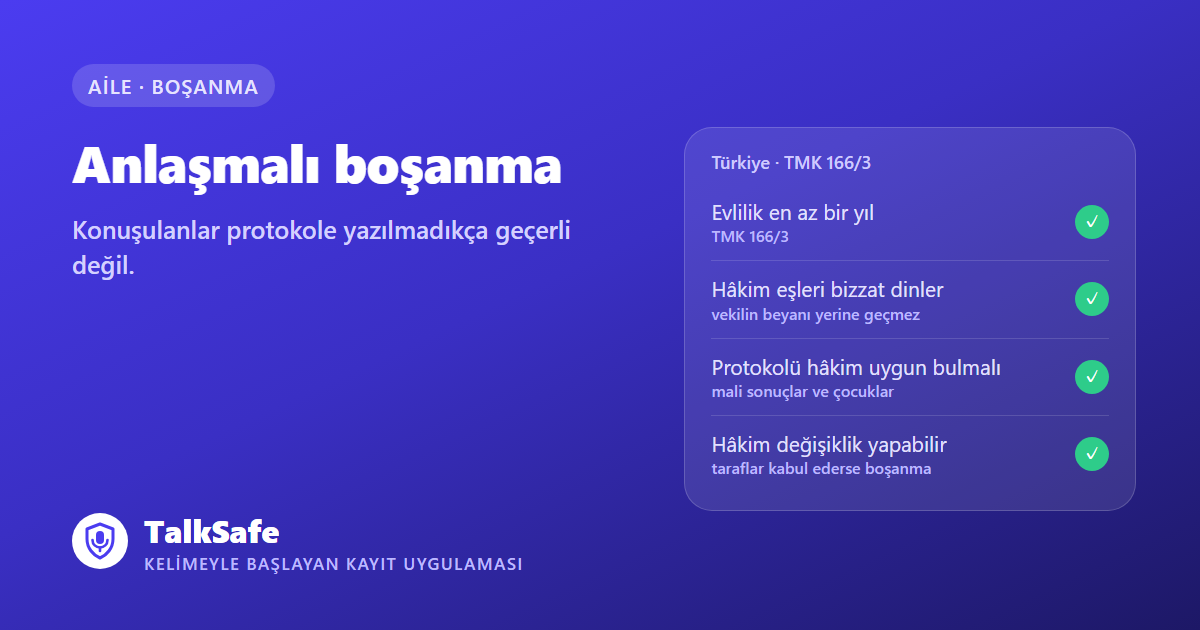 AİLE · BOŞANMA
Anlaşmalı boşanma
Konuşulanlar protokole yazılmadıkça geçerli
değil.
Türkiye · TMK 166/3
Evlilik en az bir yıl
TMK 166/3
Hâkim eşleri bizzat dinler
vekilin beyanı yerine geçmez
Protokolü hâkim uygun bulmalı
mali sonuçlar ve çocuklar
Hâkim değişiklik yapabilir
taraflar kabul ederse boşanma
TalkSafe
KELİMEYLE BAŞLAYAN KAYIT UYGULAMASI